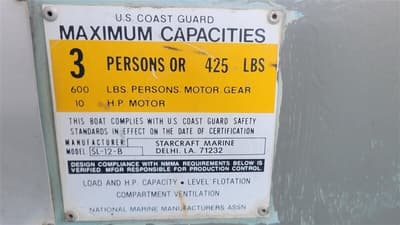 U.S. COAST GUARD
MAXIMUM CAPACITIES
3 PERSONS OR 425 LBS
600 LBS PERSONS. MOTOR. GEAR
10 H.P. MOTOR
THIS BOAT COMPLIES WITH U.S. COAST GUARD SAFETY
STANDARDS IN EFFECT ON THE DATE OF CERTIFICATION
MANUFACTURER: STARCRAFT MARINE
MODEL SL-12-B DELHI. LA. 71232
DESIGN COMPLIANCE WITH NMMA REQUIREMENTS BELOW IS
VERIFIED. MFGR RESPONSIBLE FOR PRODUCTION CONTROL.
LOAD AND H.P. CAPACITY • LEVEL FLOTATION
COMPARTMENT VENTILATION
NATIONAL MARINE MANUFACTURERS ASSN.